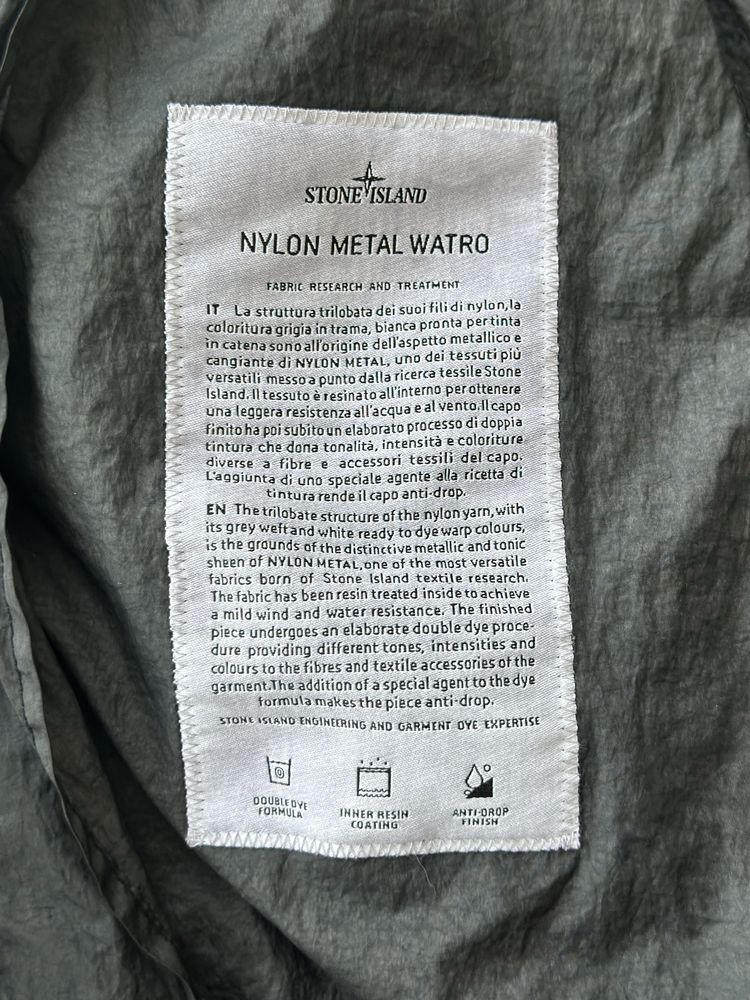 STONE ISLAND
NYLON METAL WATRO
FABRIC RESEARCH AND TREATMENT
IT La struttura trilobata dei suoi fili di nylon, la
coloritura grigia in trama, bianca pronta per tinta
in catena sono all'origine dell'aspetto metallico e
cangiante di NYLON METAL, uno dei tessuti più
versatili messo a punto dalla ricerca tessile Stone
Island. Il tessuto è resinato all'interno per ottenere
una leggera resistenza all'acqua e al vento. Il capo
finito ha poi subito un elaborato processo di doppia
tintura che dona tonalità, intensità e coloriture
diverse a fibre e accessori tessili del capo.
L'aggiunta di uno speciale agente alla ricetta di
tintura rende il capo anti-drop.
EN The trilobate structure of the nylon yarn, with
its grey weft and white ready to dye warp colours,
is the grounds of the distinctive metallic and tonic
sheen of NYLON METAL, one of the most versatile
fabrics born of Stone Island textile research.
The fabric has been resin treated inside to achieve
a mild wind and water resistance. The finished
piece undergoes an elaborate double dye proce-
dure providing different tones, intensities and
colours to the fibres and textile accessories of the
garment. The addition of a special agent to the dye
formula makes the piece anti-drop.
STONE ISLAND ENGINEERING AND GARMENT DYE EXPERTISE
DOUBLE DYE
FORMULA
INNER RESIN
COATING
ANTI-DROP
FINISH